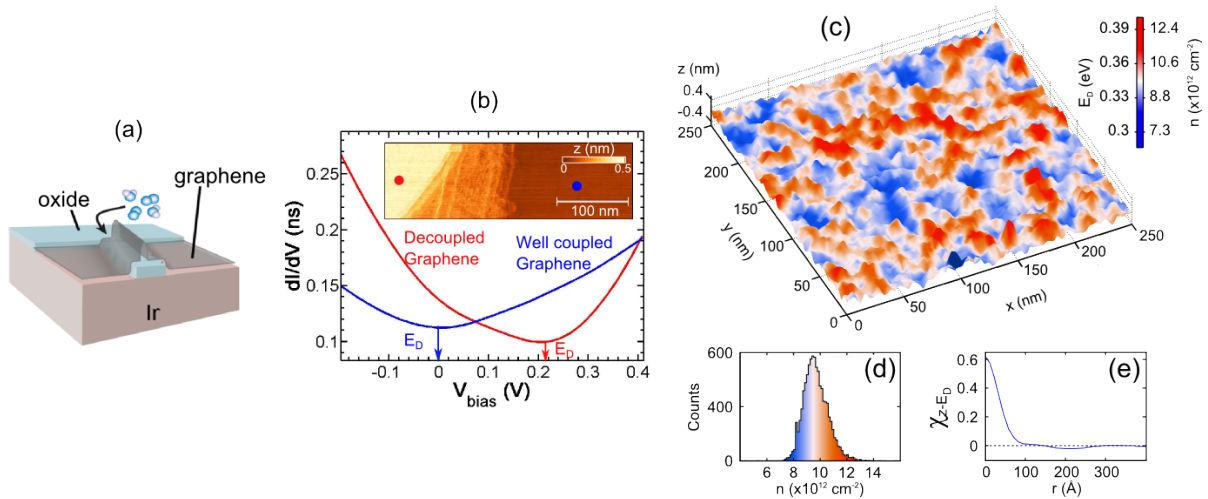 (a)
oxide
graphene
Ir
(b)
dI/dV (ns)
0.25
0.2
0.15
0.1
z (nm)
0
0.5
100 nm
Decoupled
Graphene
Well coupled
Graphene
E_D
E_D
-0.1 0 0.1 0.2 0.3 0.4
V_bias (V)
(c)
z (nm)
0.4
-0.4
250
200
150
100
50
0
y (nm)
0
50
100
150
200
250
x (nm)
E_D (eV)
n (x10¹² cm⁻²)
0.39 12.4
0.36 10.6
0.33 8.8
0.3 7.3
(d)
Counts
600
400
200
0
6 8 10 12 14
n (x10¹² cm⁻²)
(e)
χ_Z-E_D
0.6
0.4
0.2
0
0 100 200 300
r (Å)